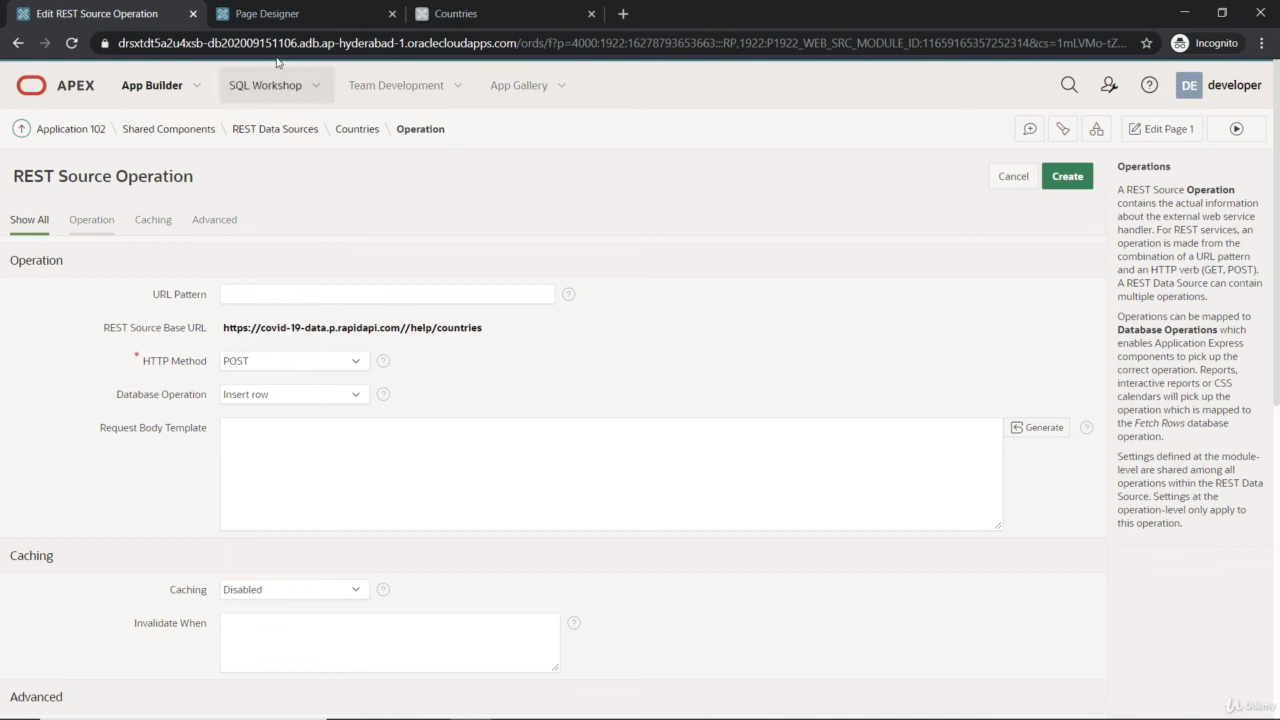 Edit REST Source Operation
Page Designer
Countries
drsxtdt5a2u4xsb-db202009151106.adb.ap-hyderabad-1.oraclecloudapps.com/ords/f?p=4000:1922:16278793653663:::RP,1922:P1922_WEB_SRC_MODULE_ID:11659165357252314&cs=1mLVMo-tZ...
Incognito
APEX
App Builder
SQL Workshop
Team Development
App Gallery
DE
developer
Application 102 \ Shared Components \ REST Data Sources \ Countries \ Operation
Edit Page 1
REST Source Operation
Cancel
Create
Show All
Operation
Caching
Advanced
Operation
URL Pattern
REST Source Base URL
https://covid-19-data.p.rapidapi.com//help/countries
* HTTP Method
POST
Database Operation
Insert row
Request Body Template
Generate
Caching
Caching
Disabled
Invalidate When
Advanced
Operations
A REST Source Operation
contains the actual information
about the external web service
handler. For REST services, an
operation is made from the
combination of a URL pattern
and an HTTP verb (GET, POST).
A REST Data Source can contain
multiple operations.
Operations can be mapped to
Database Operations which
enables Application Express
components to pick up the
correct operation. Reports,
interactive reports or CSS
calendars will pick up the
operation which is mapped to
the Fetch Rows database
operation.
Settings defined at the module-
level are shared among all
operations within the REST Data
Source. Settings at the
operation-level only apply to
this operation.
Udemy